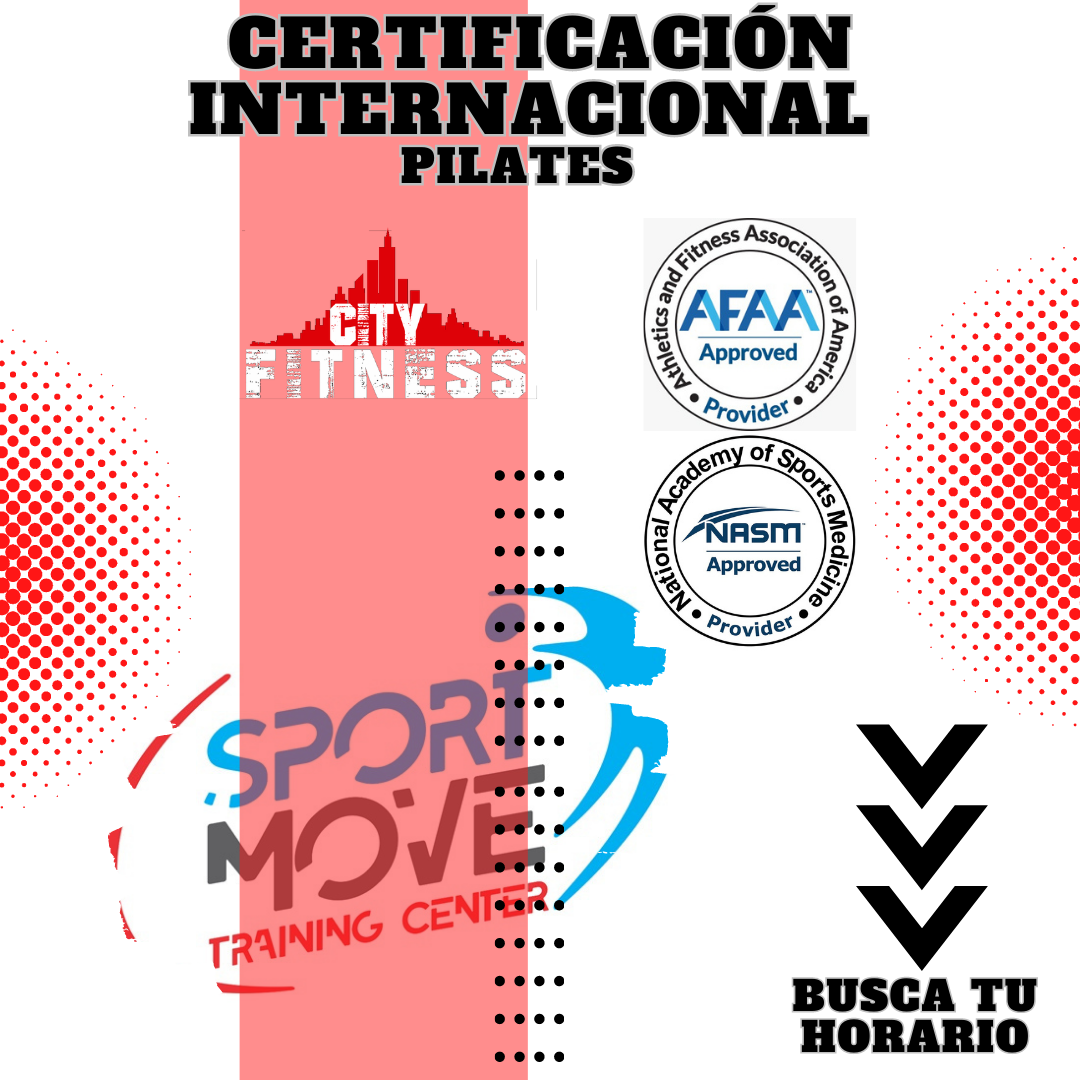 CERTIFICACIÓN
INTERNACIONAL
PILATES
CITY
FITNESS
Athletics and Fitness Association of America
AFAA™
Approved
• Provider •
National Academy of Sports Medicine
NASM
Approved
• Provider •
SPORT
MOVE
TRAINING CENTER
BUSCA TU
HORARIO